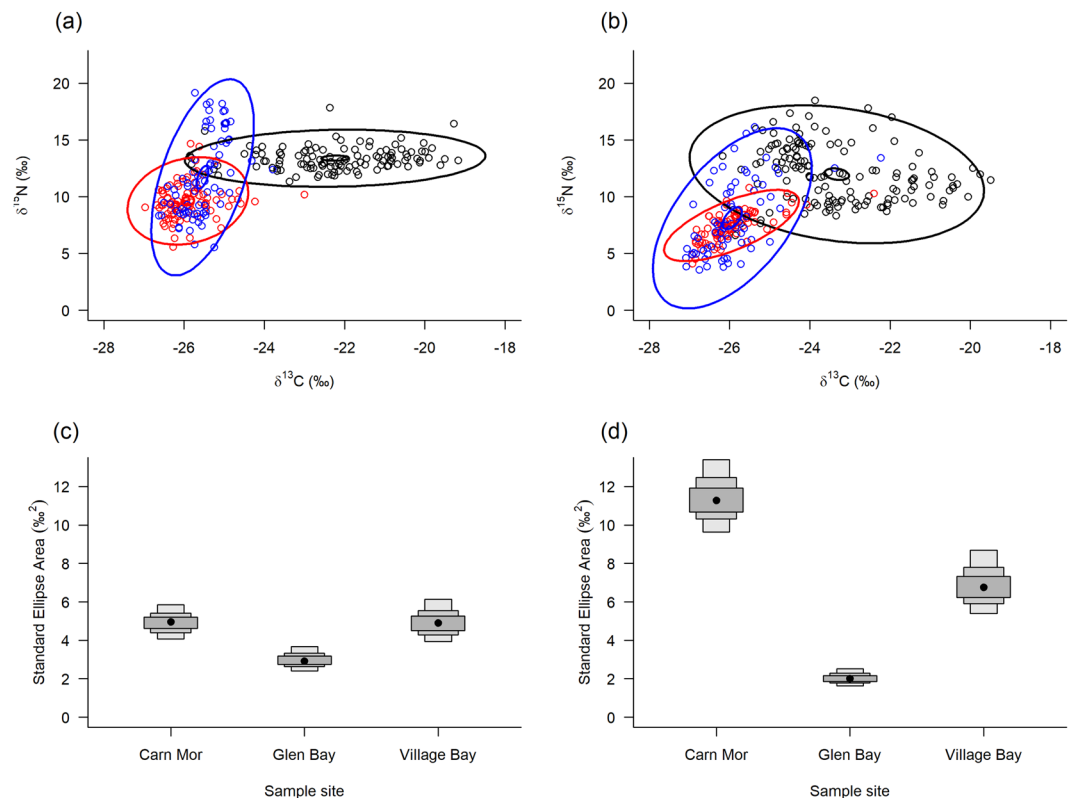 (a)
δ¹⁵N (‰)
20
15
10
5
0
-28 -26 -24 -22 -20 -18
δ¹³C (‰)
(b)
δ¹⁵N (‰)
20
15
10
5
0
-28 -26 -24 -22 -20 -18
δ¹³C (‰)
(c)
Standard Ellipse Area (‰²)
12
10
8
6
4
2
0
Carn Mor Glen Bay Village Bay
Sample site
(d)
Standard Ellipse Area (‰²)
12
10
8
6
4
2
0
Carn Mor Glen Bay Village Bay
Sample site